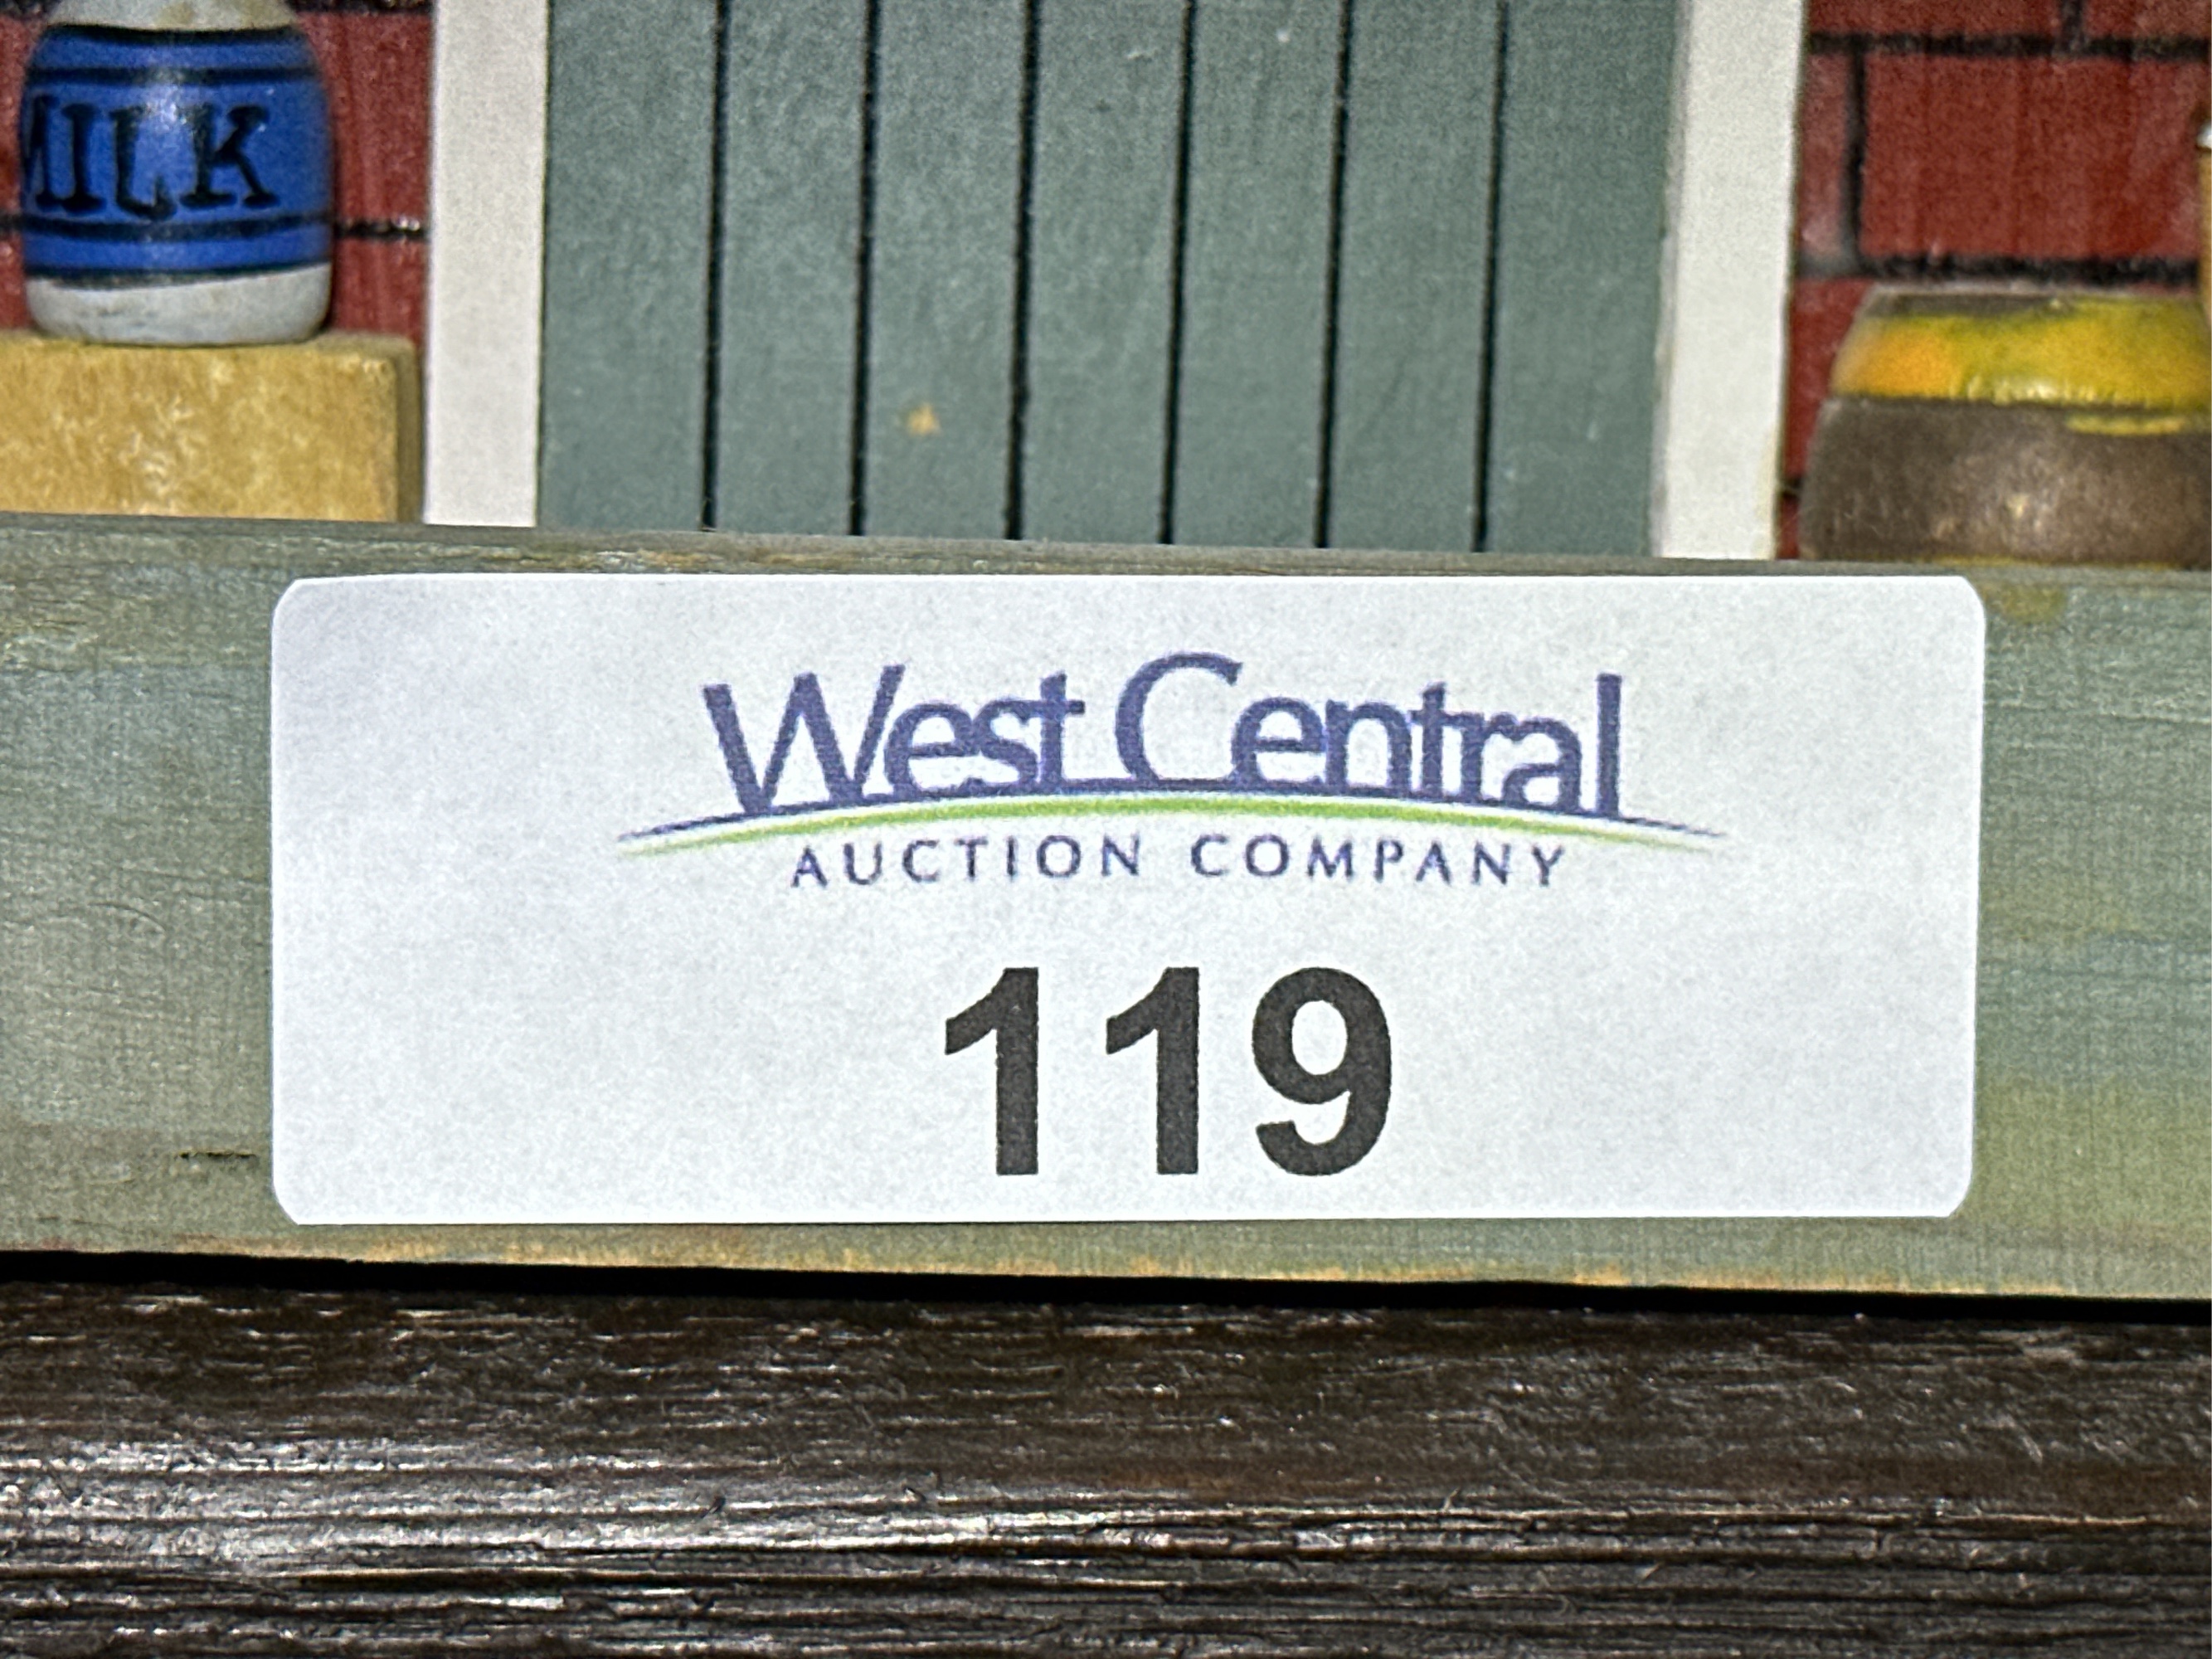 MILK
West Central
AUCTION COMPANY
119